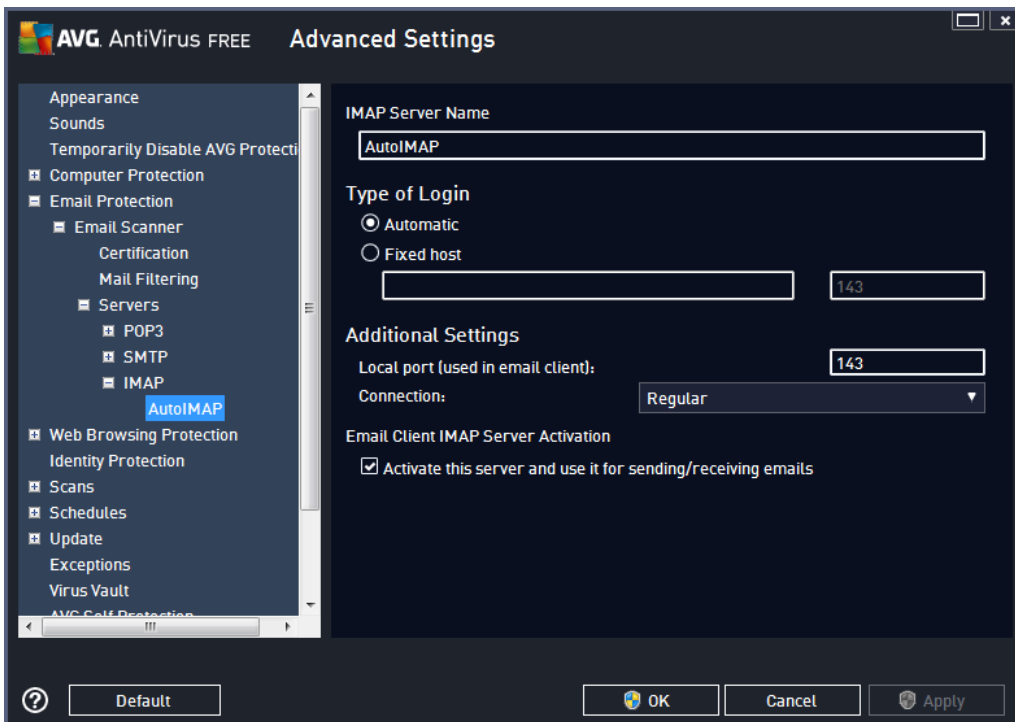 AVG. AntiVirus FREE Advanced Settings
Appearance
Sounds
Temporarily Disable AVG Protecti
Computer Protection
Email Protection
Email Scanner
Certification
Mail Filtering
Servers
POP3
SMTP
IMAP
AutoIMAP
Web Browsing Protection
Identity Protection
Scans
Schedules
Update
Exceptions
Virus Vault
AVG Self Protection
IMAP Server Name
AutoIMAP
Type of Login
Automatic
Fixed host
143
Additional Settings
Local port (used in email client): 143
Connection: Regular
Email Client IMAP Server Activation
Activate this server and use it for sending/receiving emails
? Default OK Cancel Apply